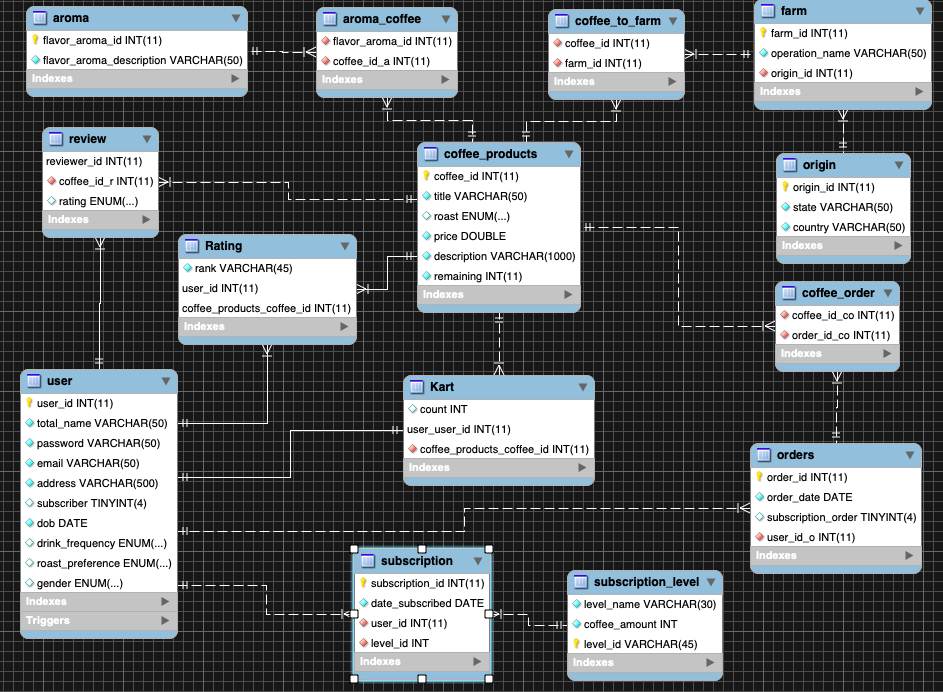 aroma
flavor_aroma_id INT(11)
flavor_aroma_description VARCHAR(50)
Indexes
aroma_coffee
flavor_aroma_id INT(11)
coffee_id_a INT(11)
Indexes
coffee_to_farm
coffee_id INT(11)
farm_id INT(11)
Indexes
farm
farm_id INT(11)
operation_name VARCHAR(50)
origin_id INT(11)
Indexes
review
reviewer_id INT(11)
coffee_id_r INT(11)
rating ENUM(...)
Indexes
coffee_products
coffee_id INT(11)
title VARCHAR(50)
roast ENUM(...)
price DOUBLE
description VARCHAR(1000)
remaining INT(11)
Indexes
origin
origin_id INT(11)
state VARCHAR(50)
country VARCHAR(50)
Indexes
Rating
rank VARCHAR(45)
user_id INT(11)
coffee_products_coffee_id INT(11)
Indexes
coffee_order
coffee_id_co INT(11)
order_id_co INT(11)
Indexes
user
user_id INT(11)
total_name VARCHAR(50)
password VARCHAR(50)
email VARCHAR(50)
address VARCHAR(500)
subscriber TINYINT(4)
dob DATE
drink_frequency ENUM(...)
roast_preference ENUM(...)
gender ENUM(...)
Indexes
Triggers
Kart
count INT
user_user_id INT(11)
coffee_products_coffee_id INT(11)
Indexes
orders
order_id INT(11)
order_date DATE
subscription_order TINYINT(4)
user_id_o INT(11)
Indexes
subscription
subscription_id INT(11)
date_subscribed DATE
user_id INT(11)
level_id INT
Indexes
subscription_level
level_name VARCHAR(30)
coffee_amount INT
level_id VARCHAR(45)
Indexes